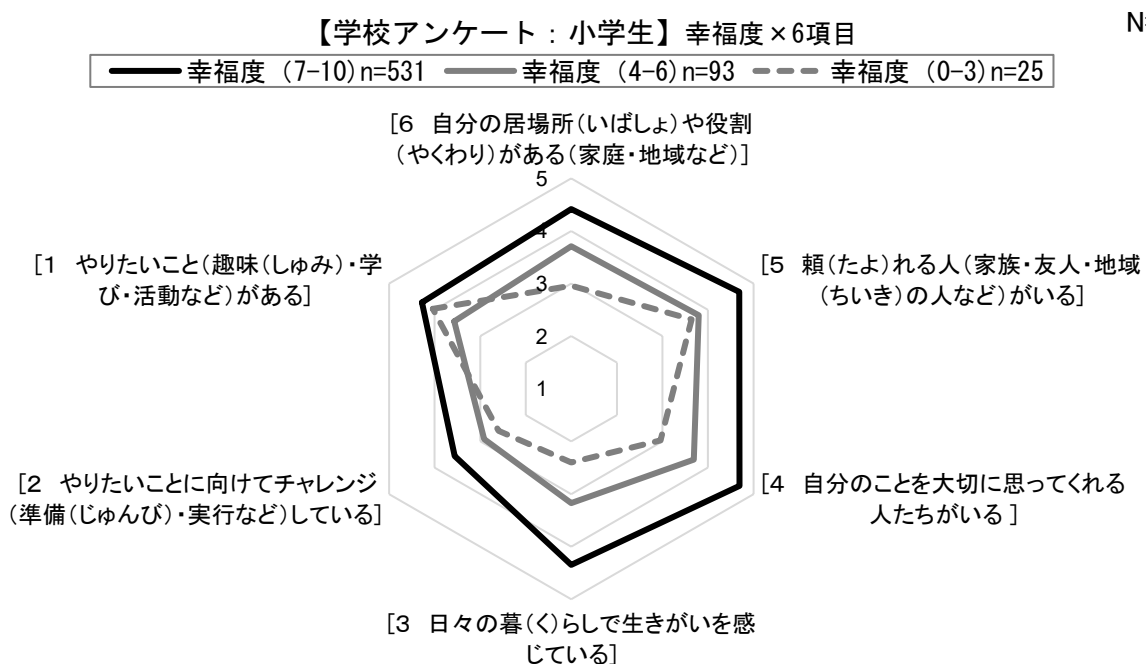 【学校アンケート：小学生】幸福度×6項目
N
幸福度 (7-10)n=531 幸福度 (4-6)n=93 幸福度 (0-3)n=25
[6 自分の居場所(いばしょ)や役割
(やくわり)がある(家庭・地域など)]
5
4
3
2
1
[5 頼(たよ)れる人(家族・友人・地域
(ちいき)の人など)がいる]
[4 自分のことを大切に思ってくれる
人たちがいる ]
[3 日々の暮(く)らしで生きがいを感
じている]
[2 やりたいことに向けてチャレンジ
(準備(じゅんび)・実行など)している]
[1 やりたいこと(趣味(しゅみ)・学
び・活動など)がある]